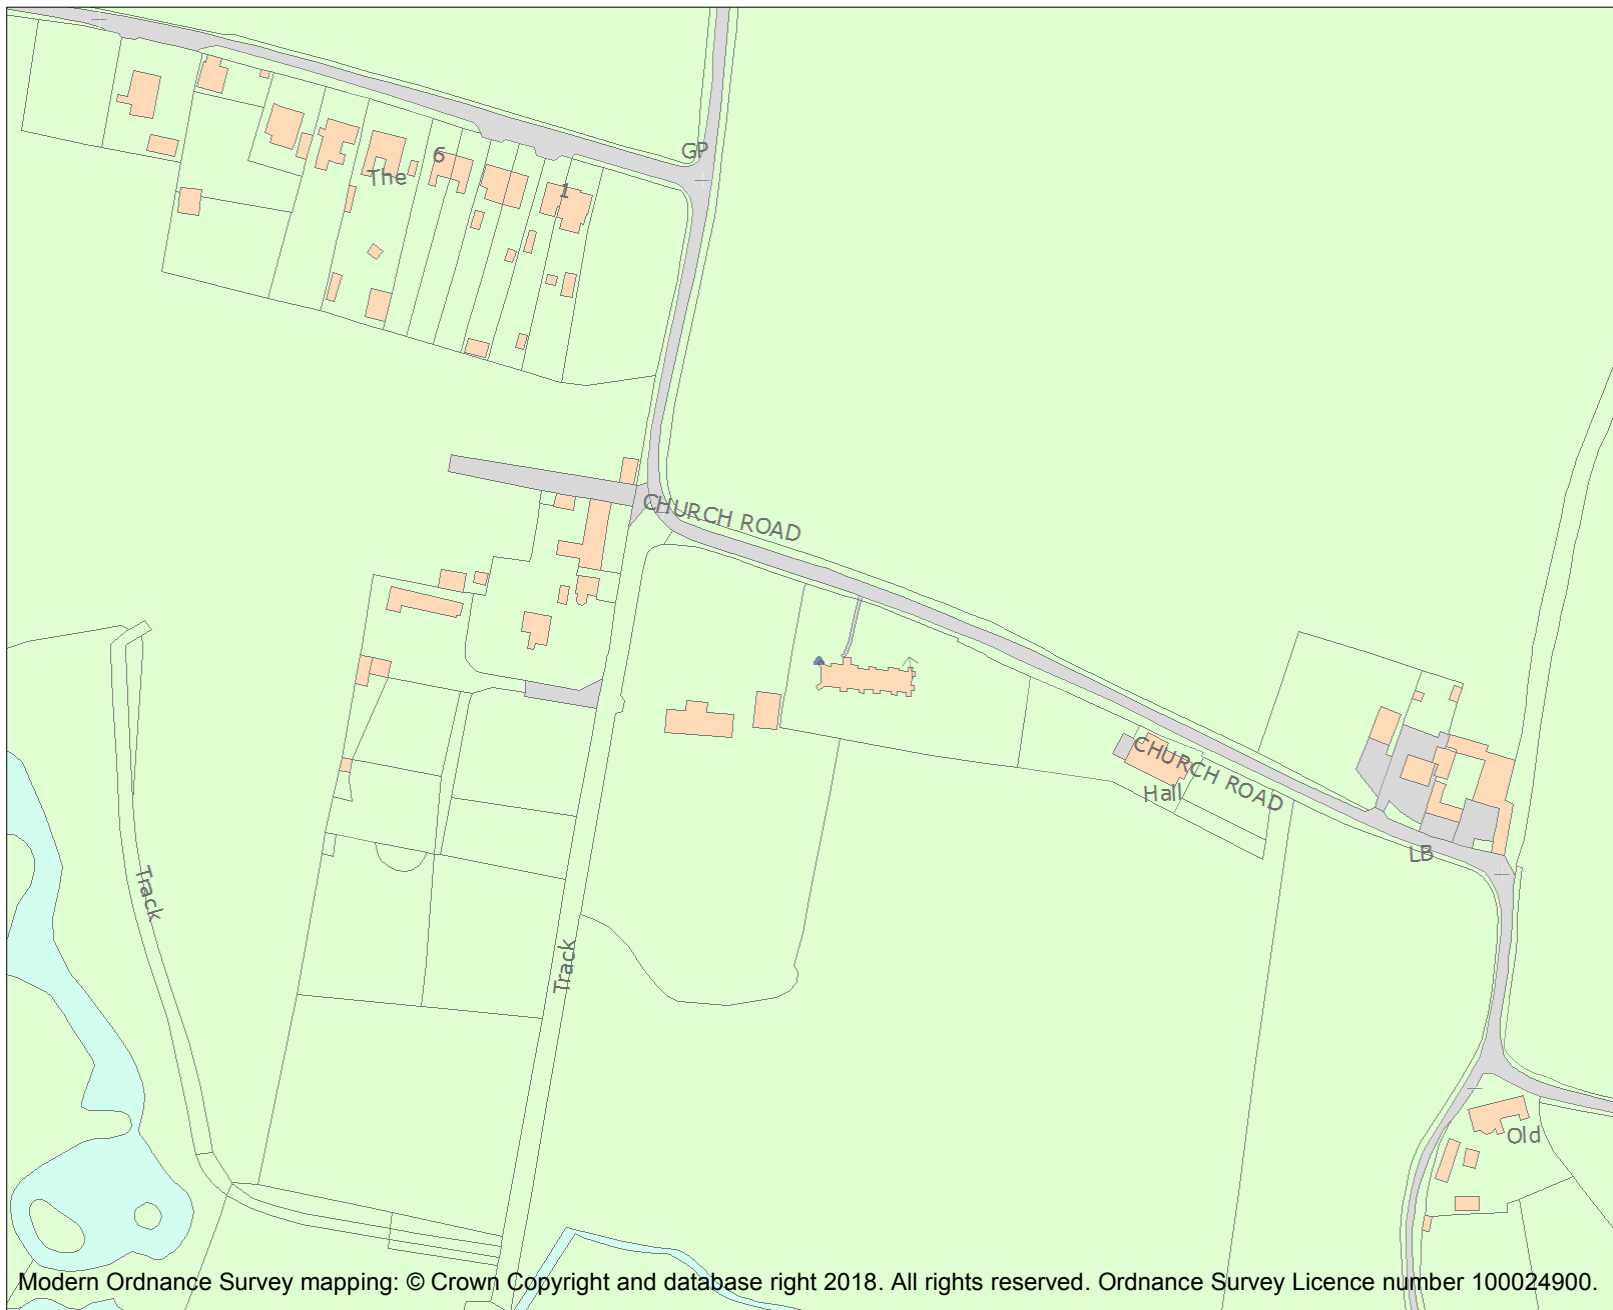 GP
6
The
1
CHURCH ROAD
CHURCH ROAD
Hall
LB
Track
Track
Old
Modern Ordnance Survey mapping: © Crown Copyright and database right 2018. All rights reserved. Ordnance Survey Licence number 100024900.